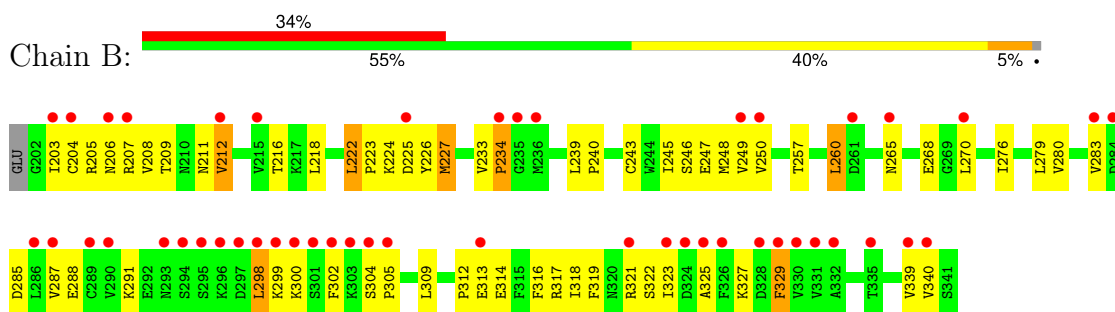 34%
Chain B:
55% 40% 5% •
GLU G202 I203 C204 R205 N206 R207 V208 T209 N210 N211 V212 V215 T216 K217 L218 L222 P223 K224 D225 Y226 M227 V233 P234 G235 M236 L239 P240 C243 W244 I245 S246 E247 M248 V249 V250 T257 L260 D261 N265 E268 G269 L270 I276 L279 V280 V283 D284
D285 L286 V287 E288 C289 V290 K291 E292 N293 S294 S295 K296 D297 L298 K299 K300 S301 F302 K303 S304 P305 L309 P312 E313 E314 F315 F316 R317 I318 F319 N320 R321 S322 I323 D324 A325 F326 K327 D328 F329 V330 V331 A332 T335 V339 V340 S341